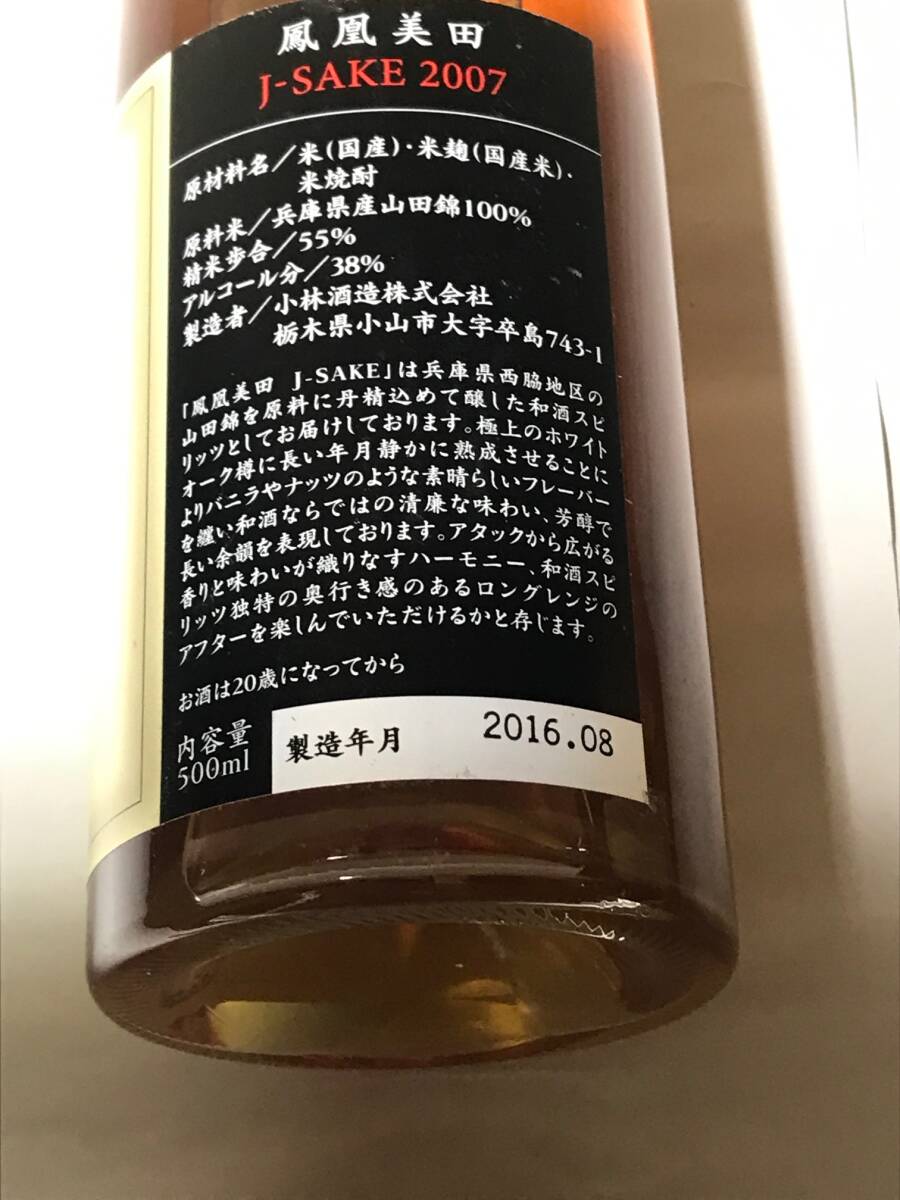 鳳凰美田
J-SAKE 2007
原材料名/米(国産)・米麹(国産米)・
米焼酎
原料米/兵庫県産山田錦100%
精米歩合/55%
アルコール分/38%
製造者/小林酒造株式会社
栃木県小山市大字卒島743-1
「鳳凰美田 J-SAKE」は兵庫県西脇地区の
山田錦を原料に丹精込めて醸した和酒スピ
リッツとしてお届けしております。極上のホワイト
オーク樽に長い年月静かに熟成させることに
よりバニラやナッツのような素晴らしいフレーバー
を纏い和酒ならではの清廉な味わい、芳醇で
長い余韻を表現しております。アタックから広がる
香りと味わいが織りなすハーモニー、和酒スピ
リッツ独特の奥行き感のあるロングレンジの
アフターを楽しんでいただけるかと存じます。
お酒は20歳になってから
内容量
500ml
製造年月 2016.08